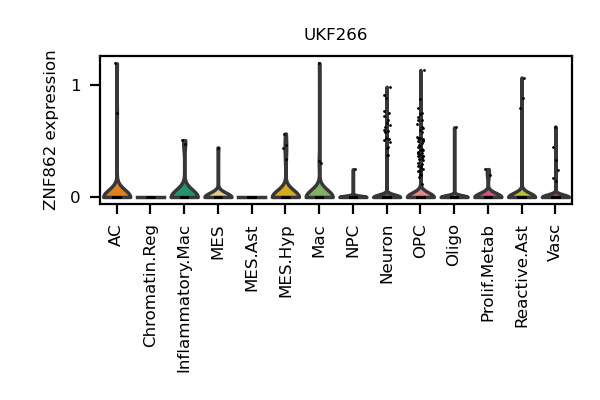 UKF266
ZNF862 expression
1
0
AC
Chromatin.Reg
Inflammatory.Mac
MES
MES.Ast
MES.Hyp
Mac
NPC
Neuron
OPC
Oligo
Prolif.Metab
Reactive.Ast
Vasc